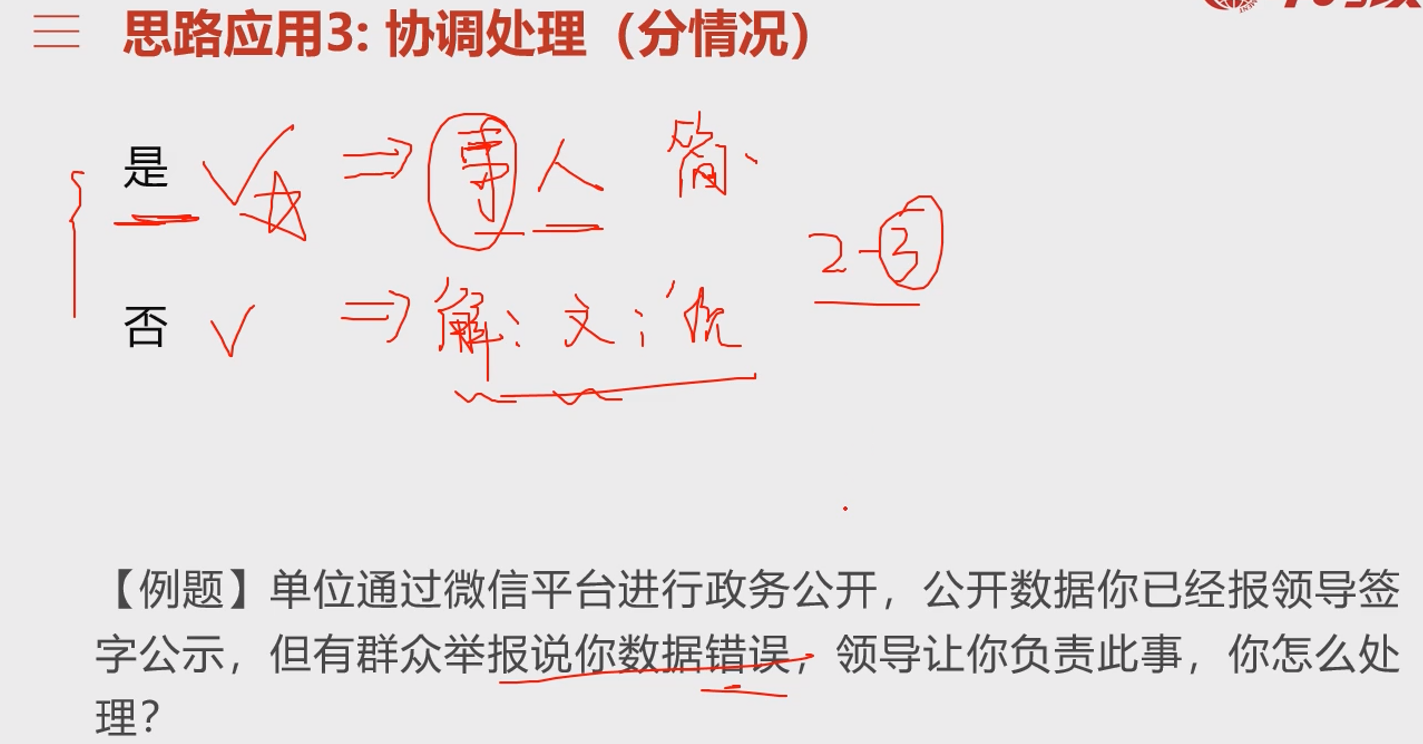 思路应用3: 协调处理（分情况）
是 ⇒ 事人 简、
2-3
否 ⇒ 解：文；优
【例题】单位通过微信平台进行政务公开，公开数据你已经报领导签
字公示，但有群众举报说你数据错误，领导让你负责此事，你怎么处
理？